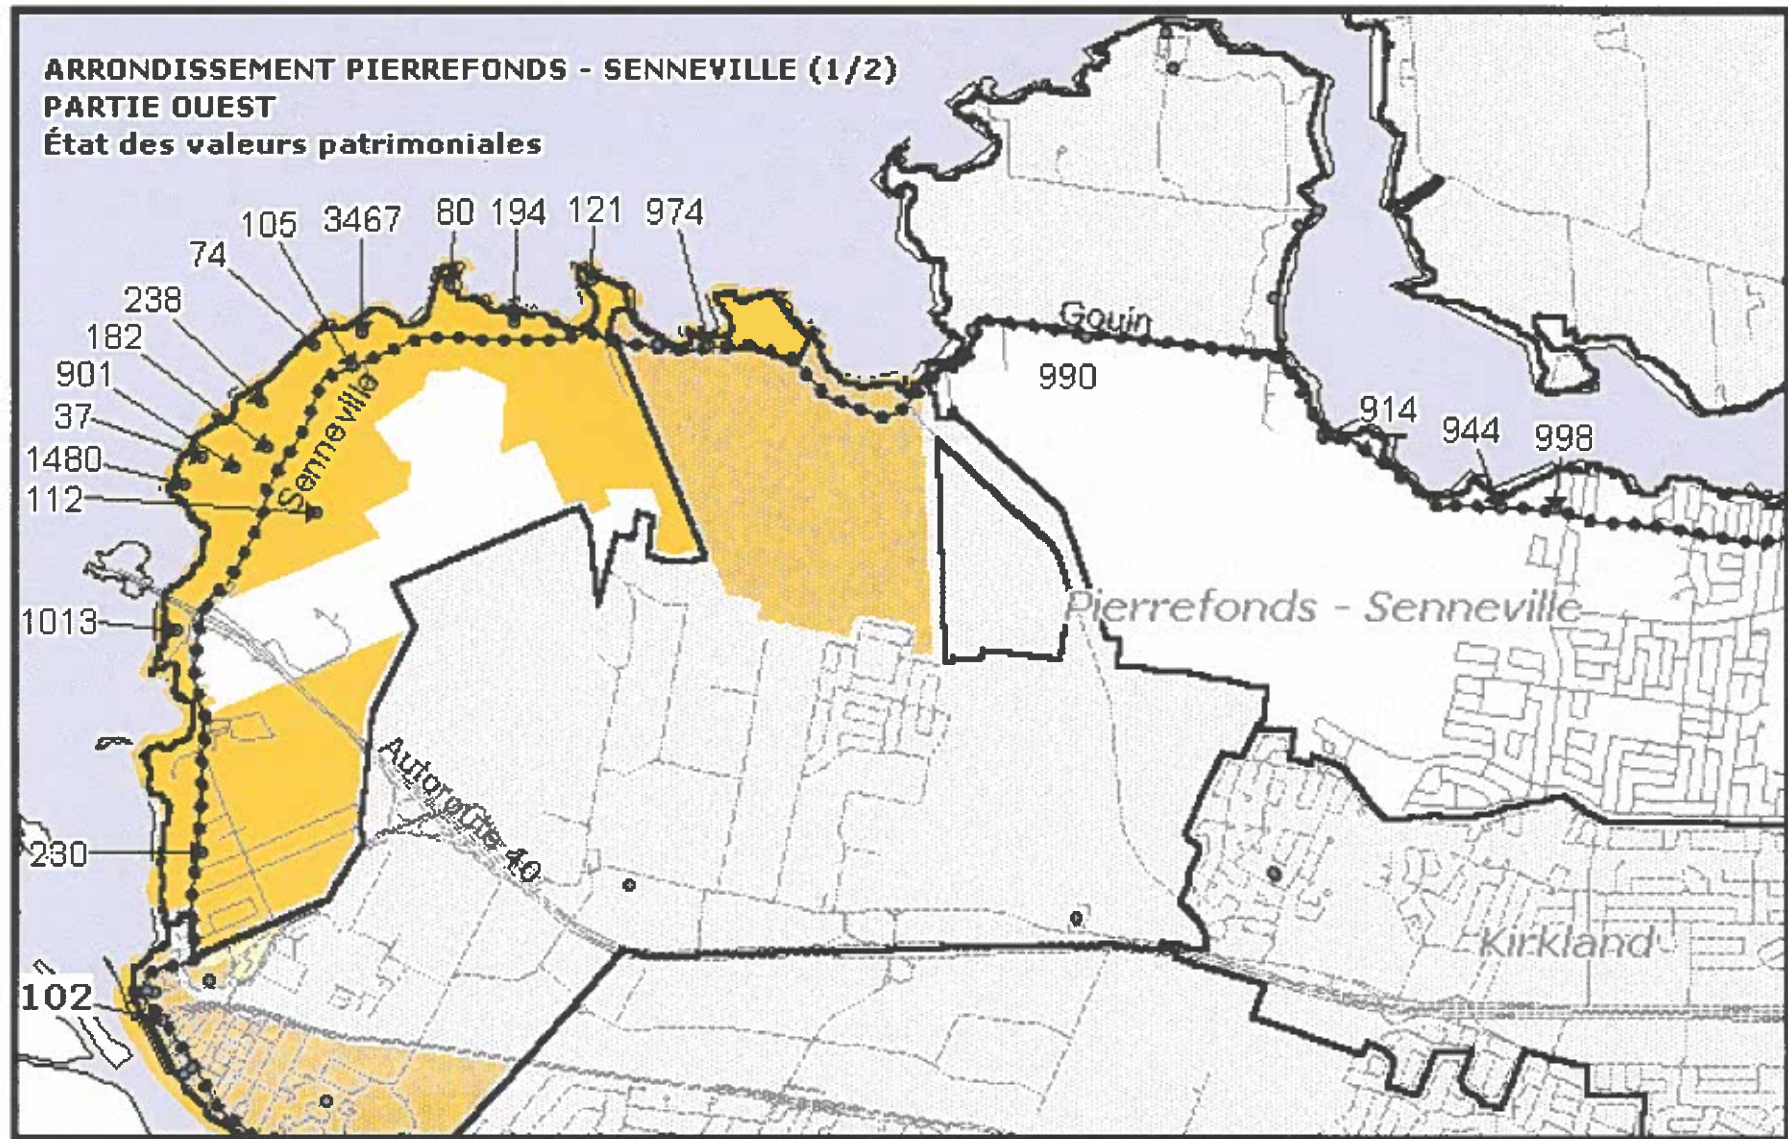 ARRONDISSEMENT PIERREFONDS - SENNEVILLE (1/2)
PARTIE OUEST
État des valeurs patrimoniales
105
3467
80
194
121
974
74
238
182
901
37
1480
112
Senneville
Gouin
990
914
944
998
1013
Pierrefonds - Senneville
Autoroute 40
230
Kirkland
102